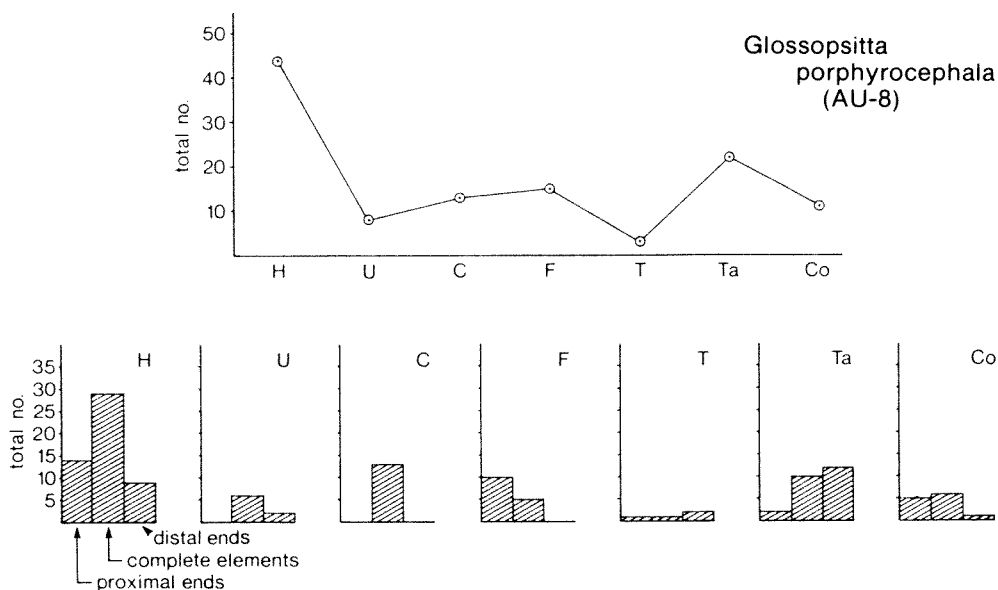 Glossopsitta
porphyrocephala
(AU-8)
total no.
50
40
30
20
10
H U C F T Ta Co
H U C F T Ta Co
total no.
35
30
25
20
15
10
5
distal ends
complete elements
proximal ends